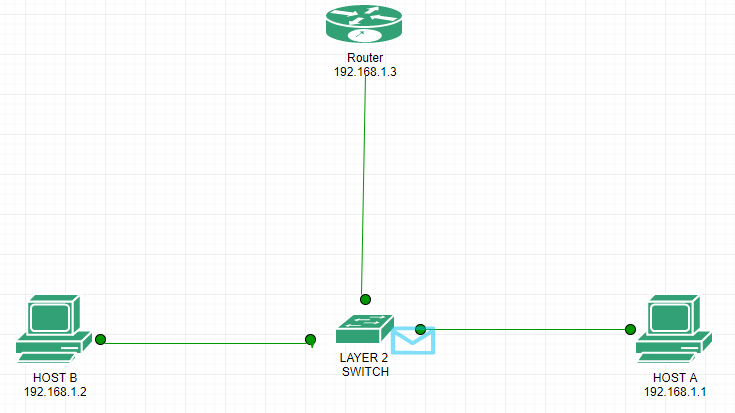 Router
192.168.1.3
LAYER 2
SWITCH
HOST B
192.168.1.2
HOST A
192.168.1.1